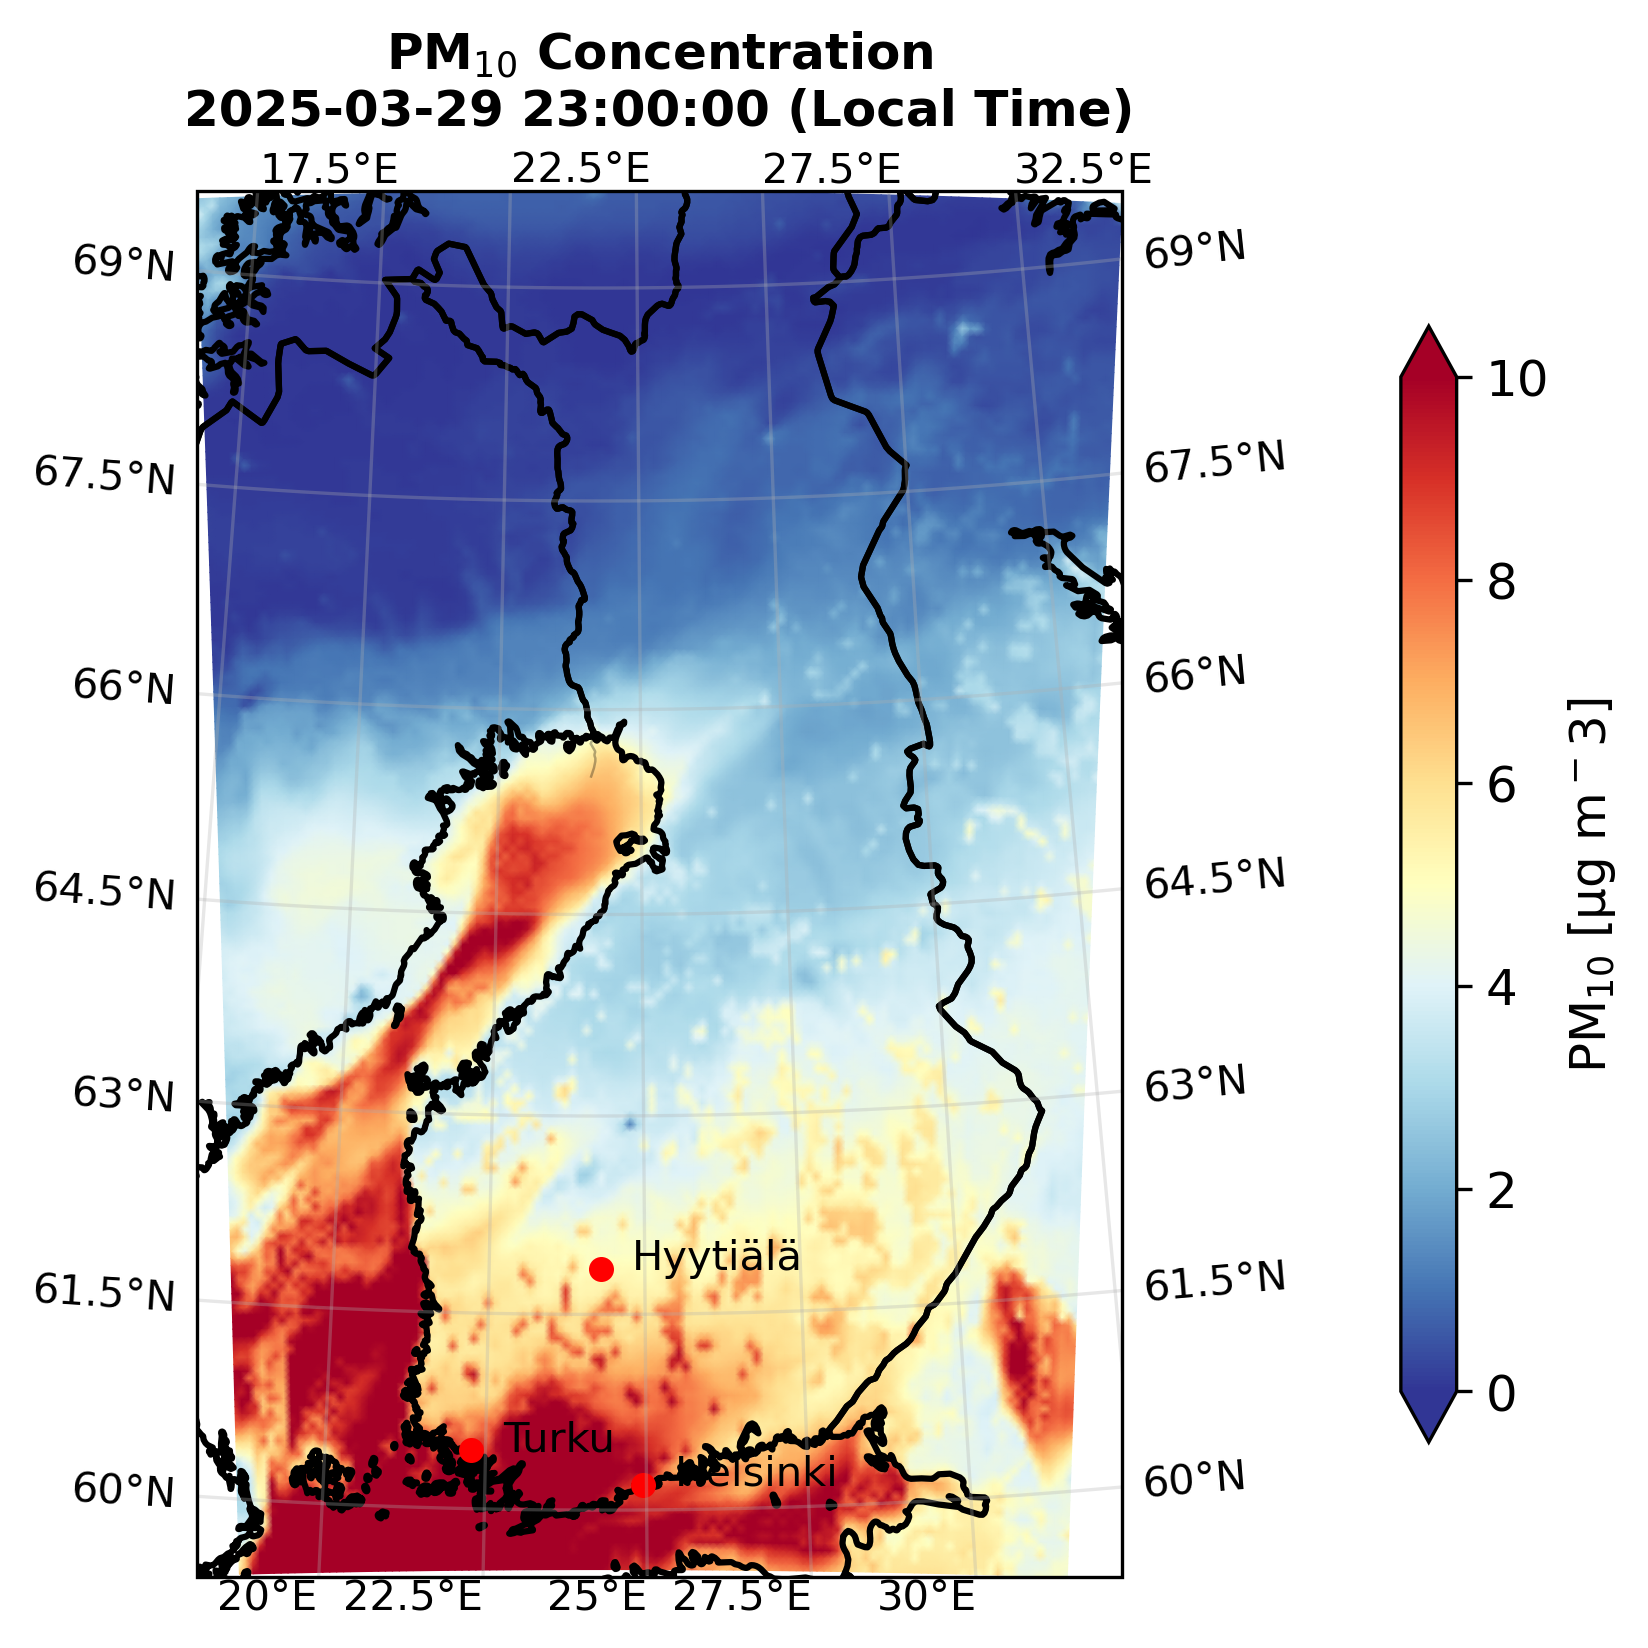 PM₁₀ Concentration
2025-03-29 23:00:00 (Local Time)
17.5°E 22.5°E 27.5°E 32.5°E
69°N 69°N
67.5°N 67.5°N
66°N 66°N
64.5°N 64.5°N
63°N 63°N
61.5°N 61.5°N
60°N 60°N
Hyytiälä
Turku
Helsinki
20°E 22.5°E 25°E 27.5°E 30°E
10
8
6
4
2
0
PM₁₀ [µg m⁻ 3]